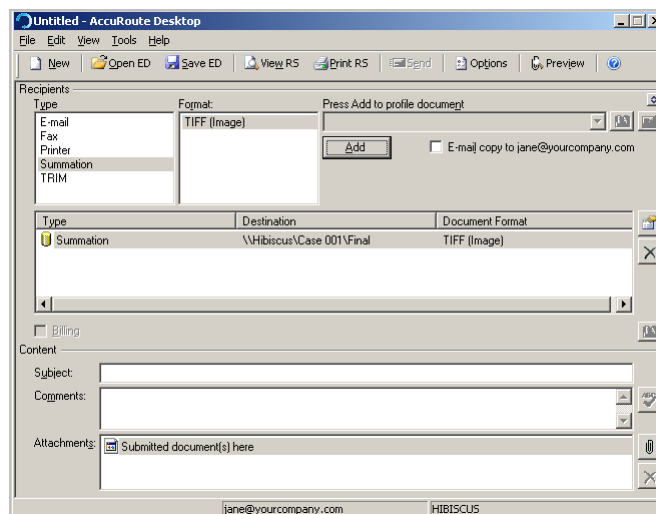 Untitled - AccuRoute Desktop
File Edit View Tools Help
New Open ED Save ED View RS Print RS Send Options Preview
Recipients
Type Format: Press Add to profile document
E-mail
Fax
Printer
Summation
TRIM
TIFF (Image)
Add E-mail copy to jane@yourcompany.com
Type Destination Document Format
Summation \\Hibiscus\Case 001\Final TIFF (Image)
Billing
Content
Subject:
Comments:
Attachments: Submitted document(s) here
jane@yourcompany.com HIBISCUS